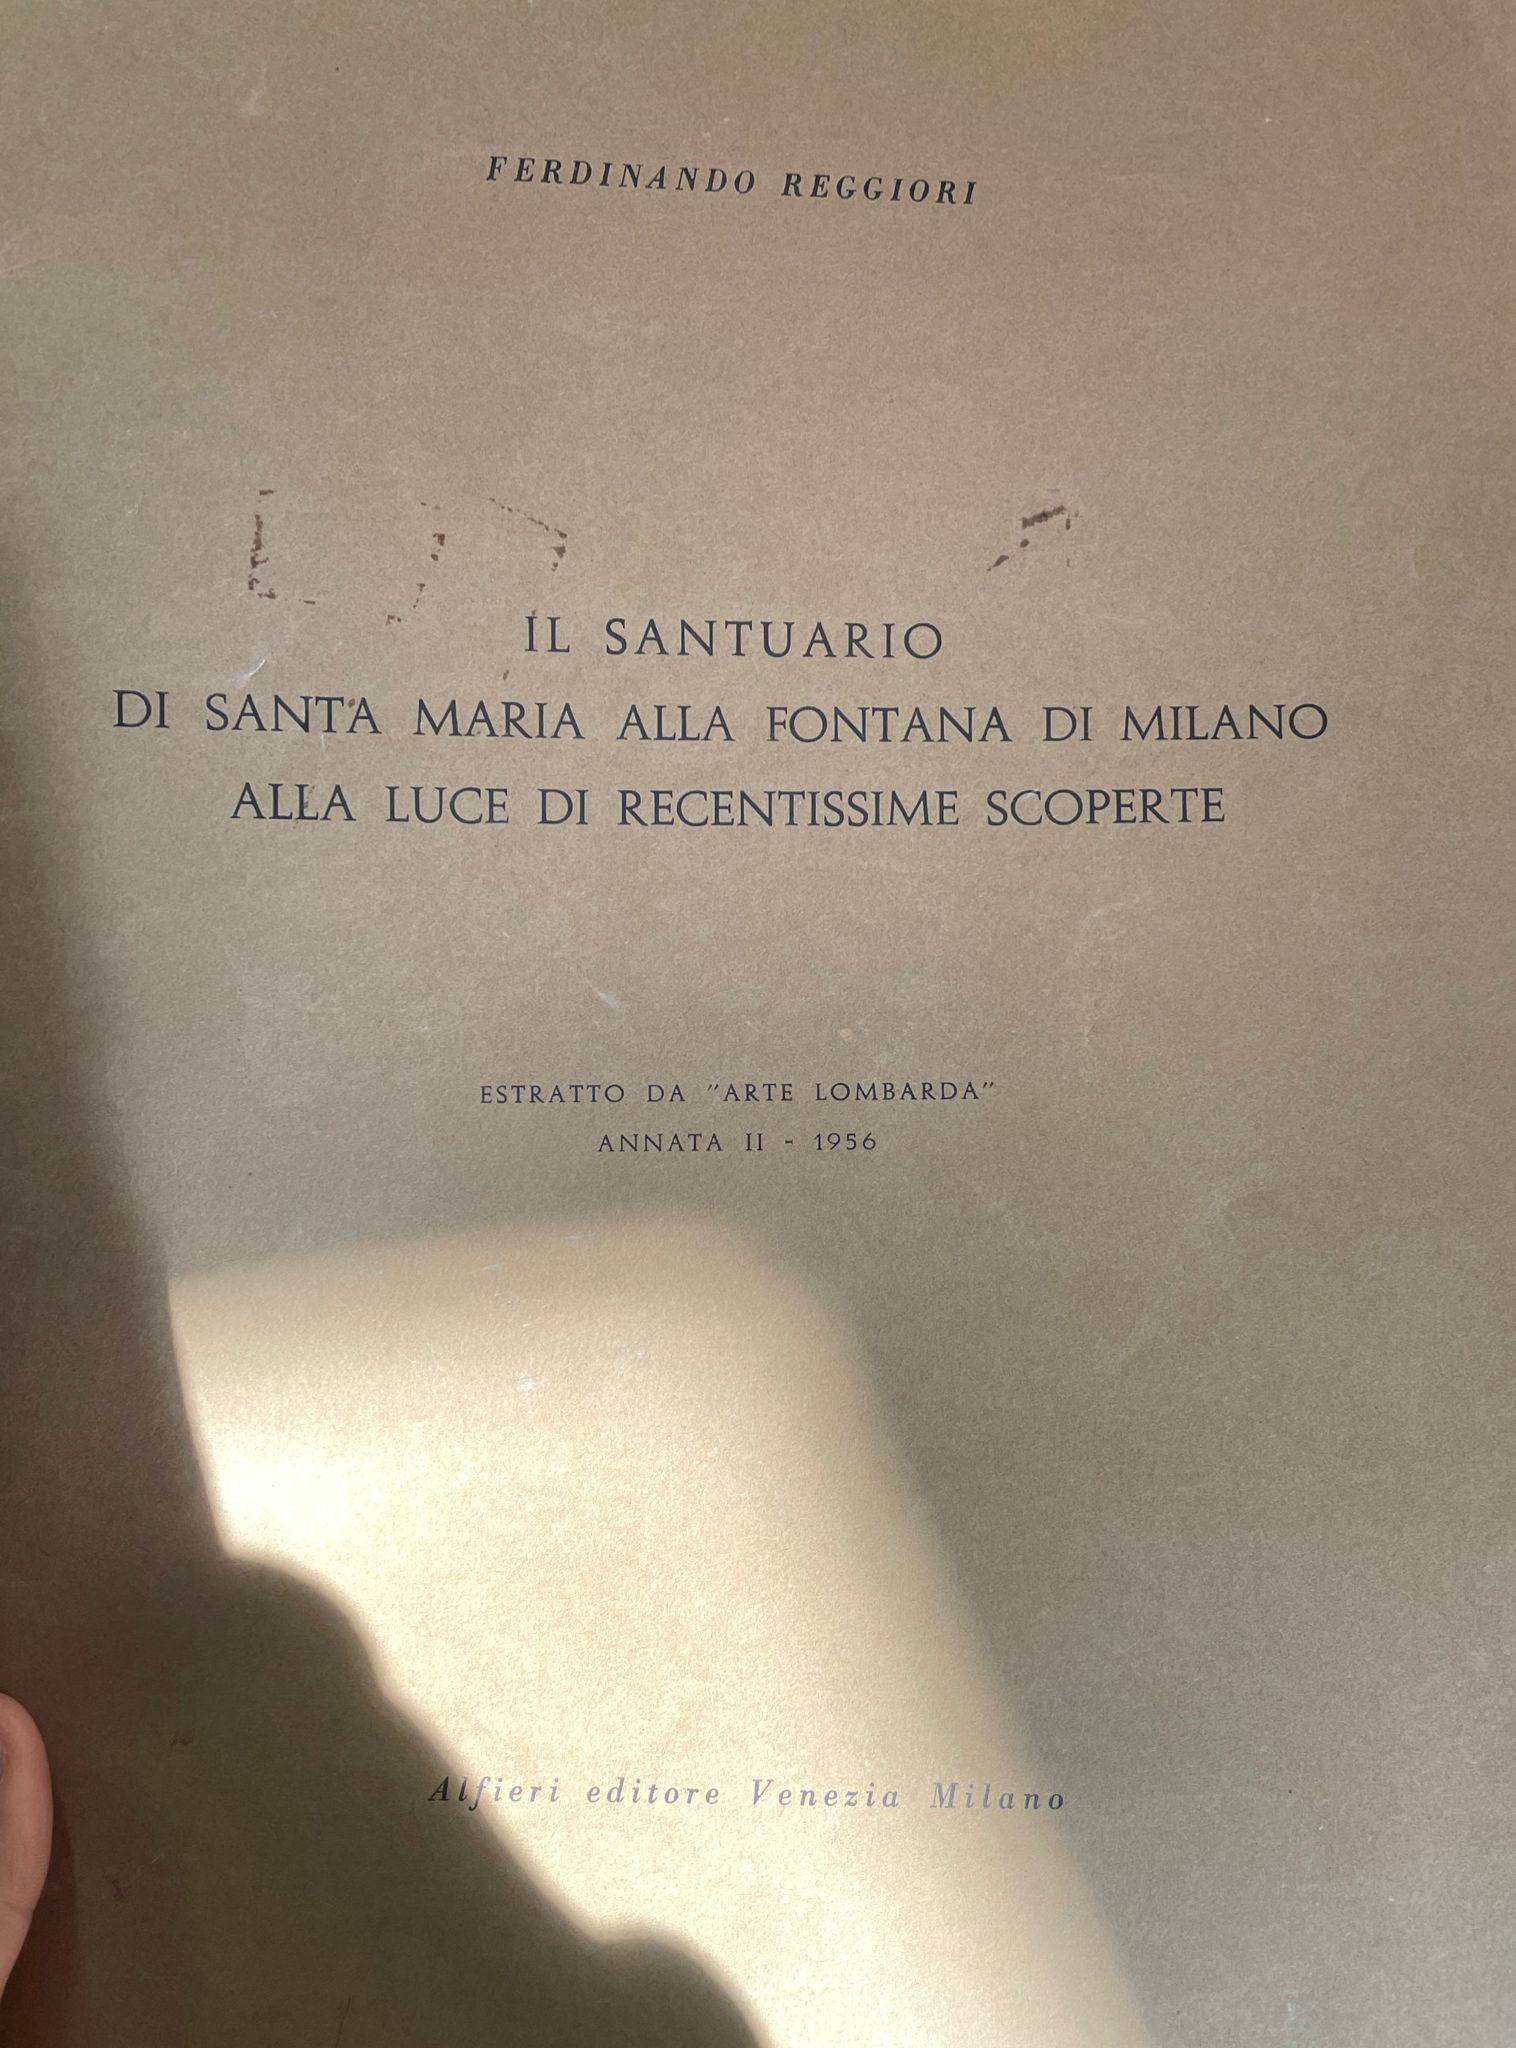 FERDINANDO REGGIORI
IL SANTUARIO
DI SANTA MARIA ALLA FONTANA DI MILANO
ALLA LUCE DI RECENTISSIME SCOPERTE
ESTRATTO DA "ARTE LOMBARDA"
ANNATA II - 1956
Alfieri editore Venezia Milano